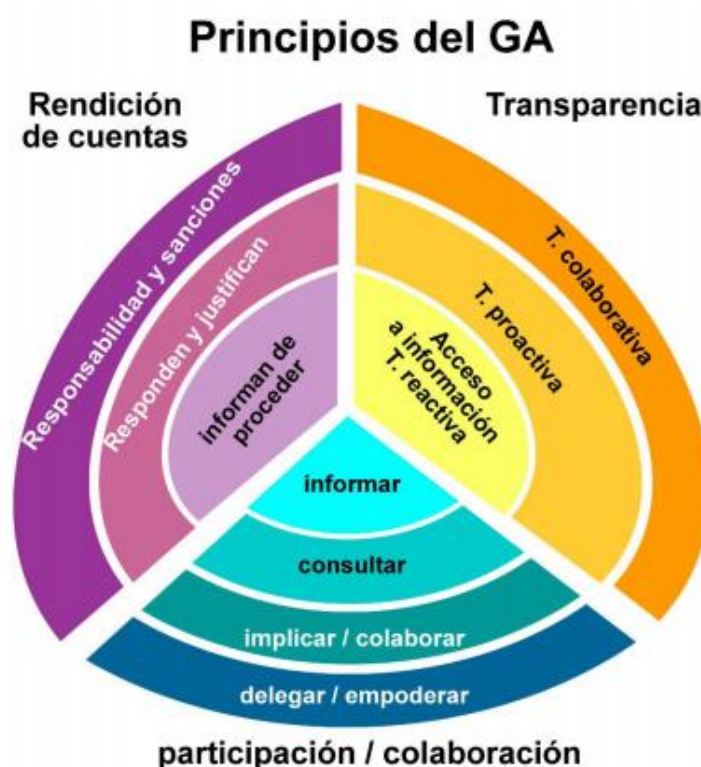 Principios del GA
Rendición
de cuentas
Transparencia
Responsabilidad y sanciones
Responden y justifican
informan de
proceder
T. colaborativa
T. proactiva
Acceso
a información
T. reactiva
informar
consultar
implicar / colaborar
delegar / empoderar
participación / colaboración